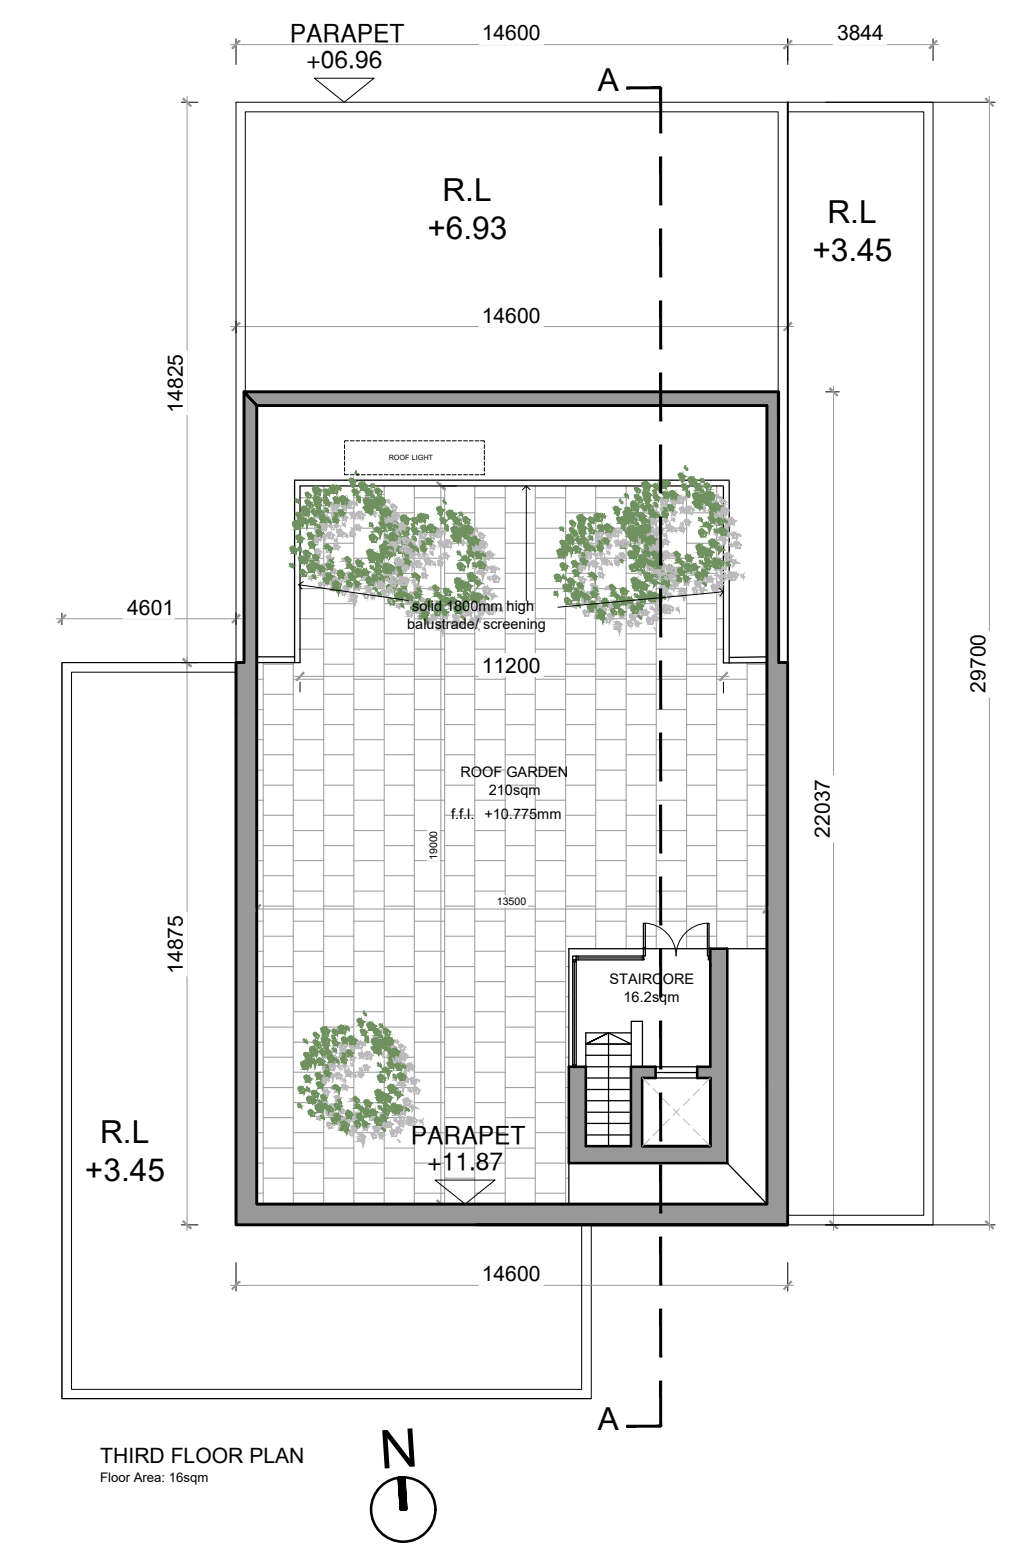 PARAPET
+06.96
14600
3844
A
R.L
+6.93
R.L
+3.45
14600
14825
ROOF LIGHT
4601
solid 1800mm high
balustrade/ screening
11200
29700
ROOF GARDEN
210sqm
f.f.l. +10.775mm
22037
19000
13500
14875
STAIRCORE
16.2sqm
R.L
+3.45
PARAPET
+11.87
14600
A
N
THIRD FLOOR PLAN
Floor Area: 16sqm